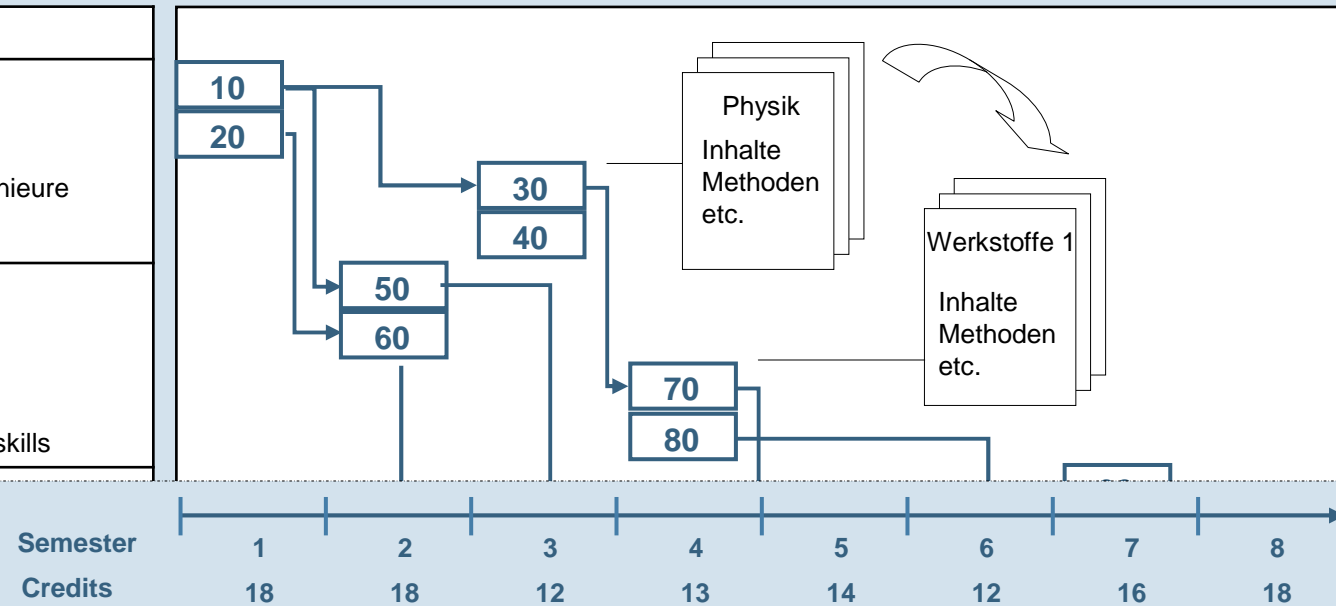 10
20
nieure
30
40
50
60
70
80
Physik
Inhalte
Methoden
etc.
Werkstoffe 1
Inhalte
Methoden
etc.
skills
Semester 1 2 3 4 5 6 7 8
Credits 18 18 12 13 14 12 16 18